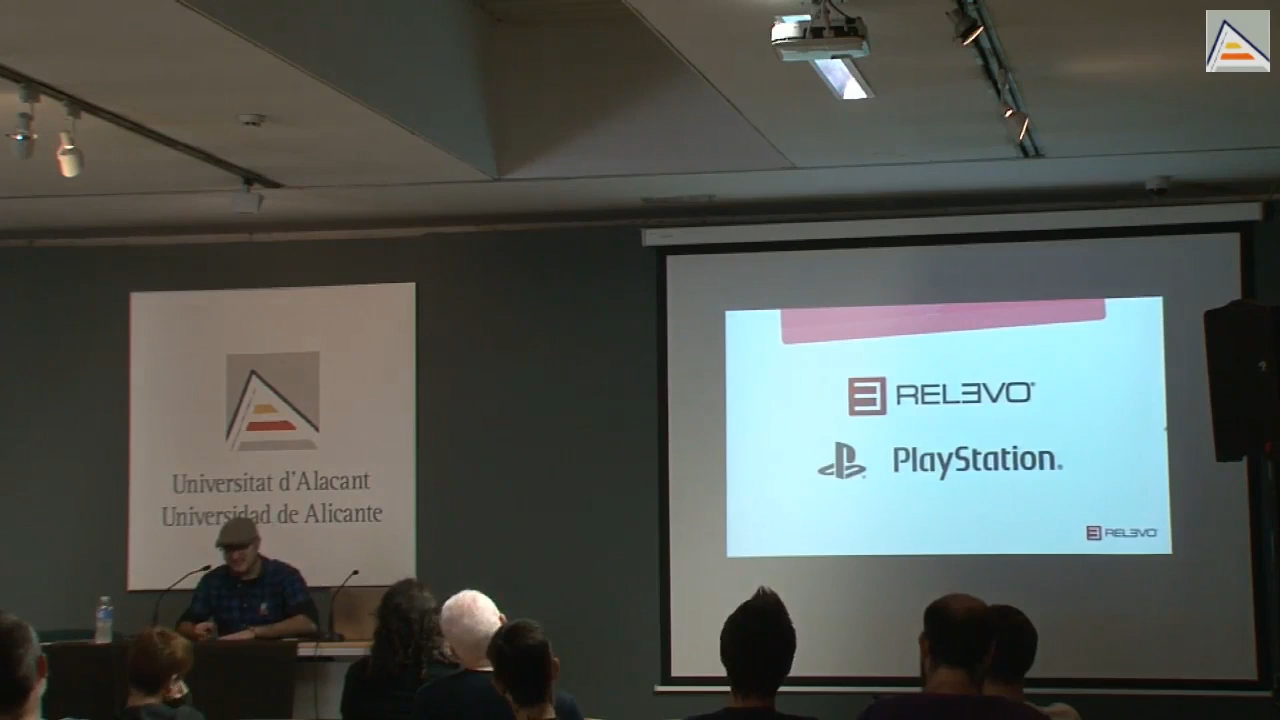 Universitat d'Alacant
Universidad de Alicante
RELEVO
PlayStation
RELEVO